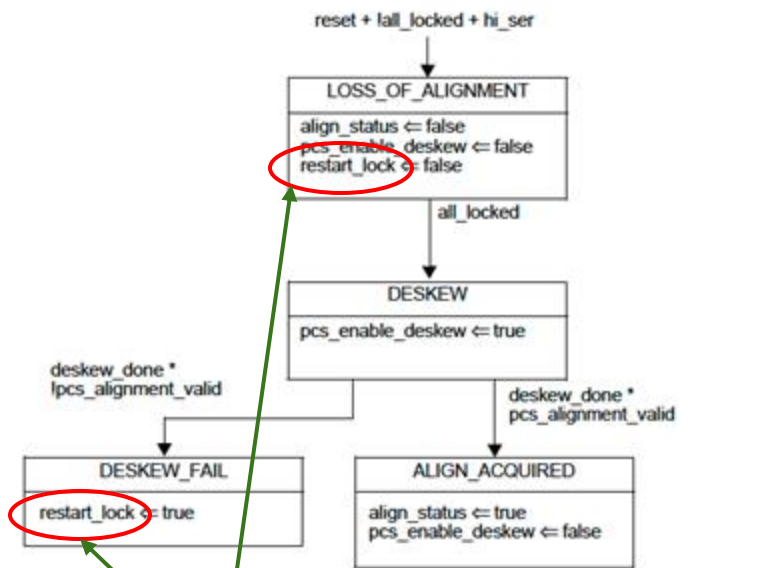 reset + !all_locked + hi_ser
LOSS_OF_ALIGNMENT
align_status ⇐ false
pcs_enable_deskew ⇐ false
restart_lock ⇐ false
all_locked
DESKEW
pcs_enable_deskew ⇐ true
deskew_done *
!pcs_alignment_valid
deskew_done *
pcs_alignment_valid
DESKEW_FAIL
restart_lock ⇐ true
ALIGN_ACQUIRED
align_status ⇐ true
pcs_enable_deskew ⇐ false